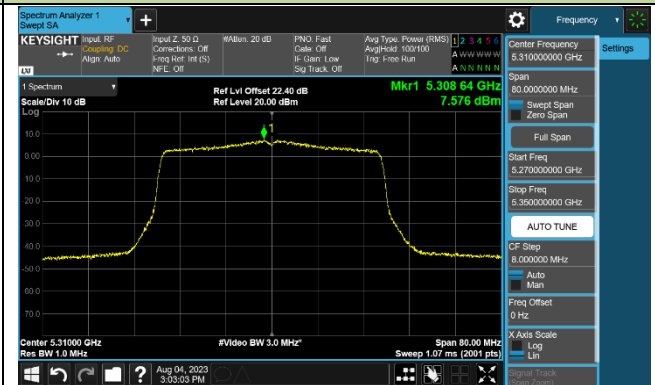 Spectrum Analyzer 1
Swept SA
Frequency
KEYSIGHT
Input: RF
Coupling: DC
Align: Auto
Input Z: 50 Ω
Corrections: Off
Freq Ref: Int (S)
NFE: Off
#Atten: 20 dB
PNO: Fast
Gate: Off
IF Gain: Low
Sig Track: Off
Avg Type: Power (RMS)
Avg|Hold: 100/100
Trig: Free Run
1 2 3 4 5 6
A W W W W W
A N N N N N
LXI
Center Frequency
5.310000000 GHz
Settings
Span
80.0000000 MHz
Swept Span
Zero Span
Full Span
Start Freq
5.270000000 GHz
Stop Freq
5.350000000 GHz
AUTO TUNE
CF Step
8.000000 MHz
Auto
Man
Freq Offset
0 Hz
X Axis Scale
Log
Lin
Signal Track
(Span Zoom)
1 Spectrum
Scale/Div 10 dB
Log
Ref Lvl Offset 22.40 dB
Ref Level 20.00 dBm
Mkr1 5.308 64 GHz
7.576 dBm
1
10.0
0.00
-10.0
-20.0
-30.0
-40.0
-50.0
-60.0
-70.0
Center 5.31000 GHz
Res BW 1.0 MHz
#Video BW 3.0 MHz*
Span 80.00 MHz
Sweep 1.07 ms (2001 pts)
?
Aug 04, 2023
3:03:03 PM